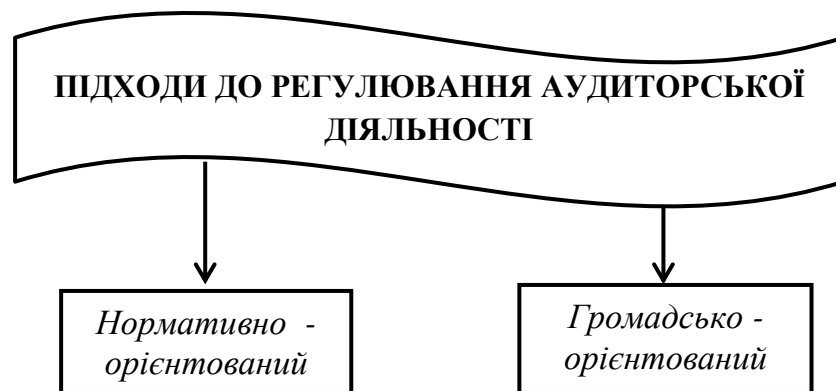 ПІДХОДИ ДО РЕГУЛЮВАННЯ АУДИТОРСЬКОЇ
ДІЯЛЬНОСТІ
Нормативно -
орієнтований
Громадсько -
орієнтований